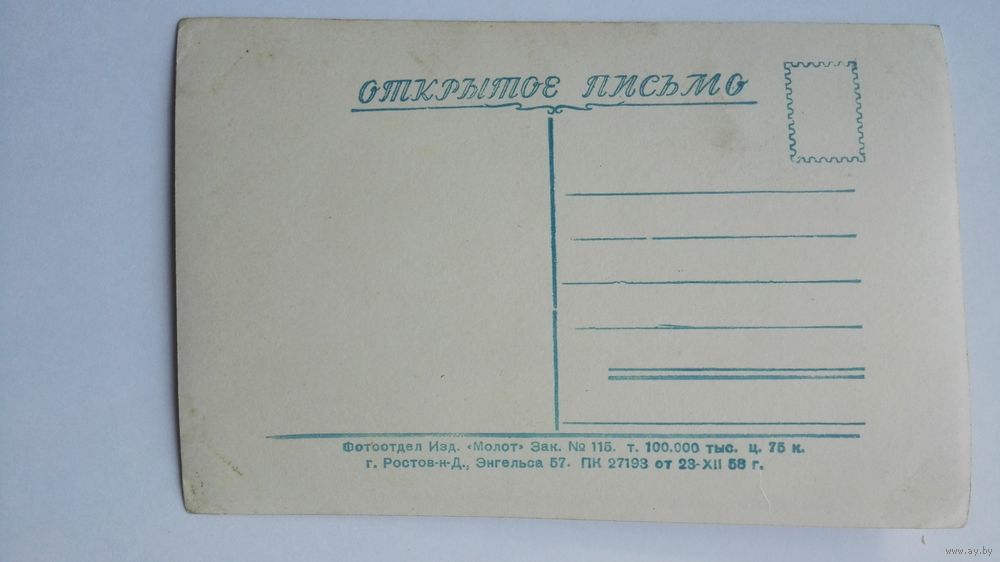 ОТКРЫТОЕ ПИСЬМО
Фотоотдел Изд. «Молот» Зак. № 115. т. 100.000 тыс. ц. 75 к.
г. Ростов-н-Д., Энгельса 57. ПК 27193 от 23-XII 58 г.
www.ay.by